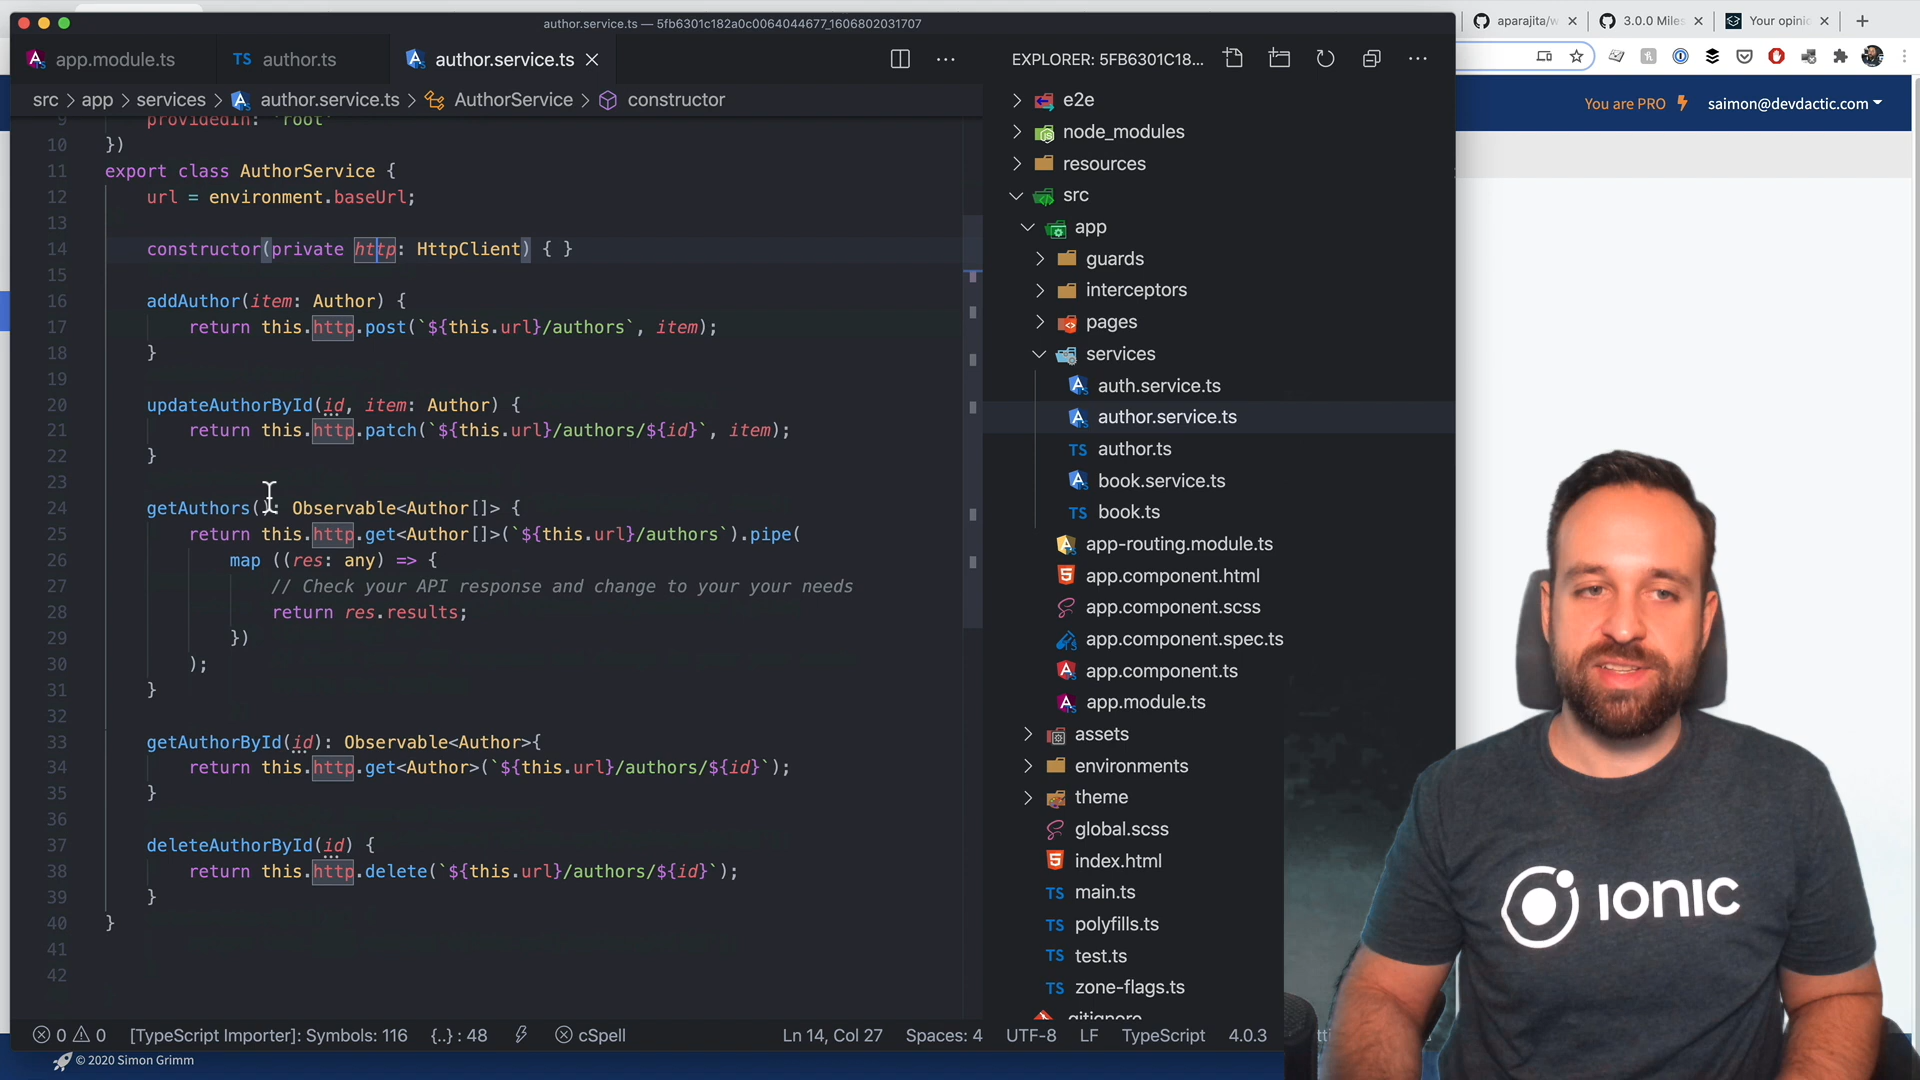 author.service.ts — 5fb6301c182a0c0064044677_1606802031707
aparajita/w
3.0.0 Miles
Your opinic
app.module.ts
TS author.ts
author.service.ts
EXPLORER: 5FB6301C18...
src > app > services > author.service.ts > AuthorService > constructor
You are PRO
saimon@devdactic.com
9 providedIn: 'root'
10 })
11 export class AuthorService {
12 url = environment.baseUrl;
13
14 constructor(private http: HttpClient) { }
15
16 addAuthor(item: Author) {
17 return this.http.post(`${this.url}/authors`, item);
18 }
19
20 updateAuthorById(id, item: Author) {
21 return this.http.patch(`${this.url}/authors/${id}`, item);
22 }
23
24 getAuthors(): Observable<Author[]> {
25 return this.http.get<Author[]>(`${this.url}/authors`).pipe(
26 map ((res: any) => {
27 // Check your API response and change to your your needs
28 return res.results;
29 })
30 );
31 }
32
33 getAuthorById(id): Observable<Author>{
34 return this.http.get<Author>(`${this.url}/authors/${id}`);
35 }
36
37 deleteAuthorById(id) {
38 return this.http.delete(`${this.url}/authors/${id}`);
39 }
40 }
41
42
e2e
node_modules
resources
src
app
guards
interceptors
pages
services
auth.service.ts
author.service.ts
TS author.ts
book.service.ts
TS book.ts
app-routing.module.ts
app.component.html
app.component.scss
app.component.spec.ts
app.component.ts
app.module.ts
assets
environments
theme
global.scss
index.html
TS main.ts
TS polyfills.ts
TS test.ts
TS zone-flags.ts
.gitignore
IONIC
0 0 [TypeScript Importer]: Symbols: 116 {..} : 48 cSpell Ln 14, Col 27 Spaces: 4 UTF-8 LF TypeScript 4.0.3
© 2020 Simon Grimm